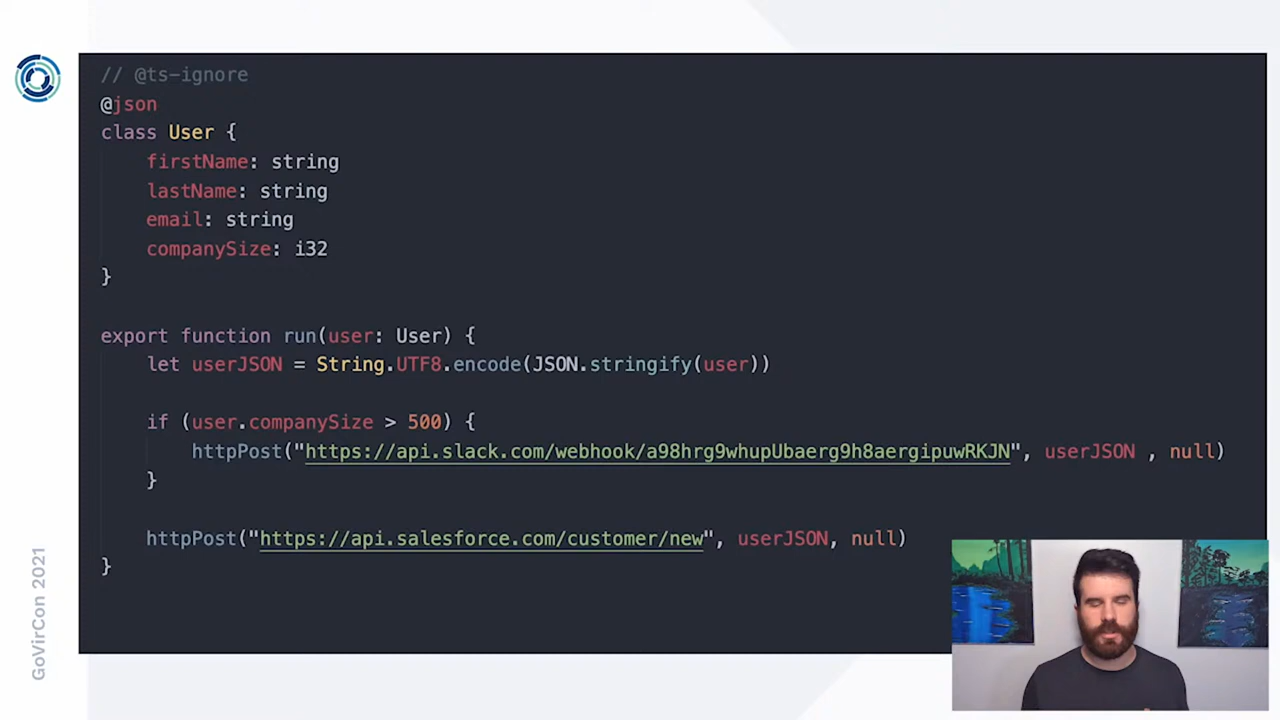 // @ts-ignore
@json
class User {
firstName: string
lastName: string
email: string
companySize: i32
}
export function run(user: User) {
let userJSON = String.UTF8.encode(JSON.stringify(user))
if (user.companySize > 500) {
httpPost("https://api.slack.com/webhook/a98hrg9whupUbaerg9h8aergipuwRKJN", userJSON , null)
}
httpPost("https://api.salesforce.com/customer/new", userJSON, null)
}
GoVirCon 2021